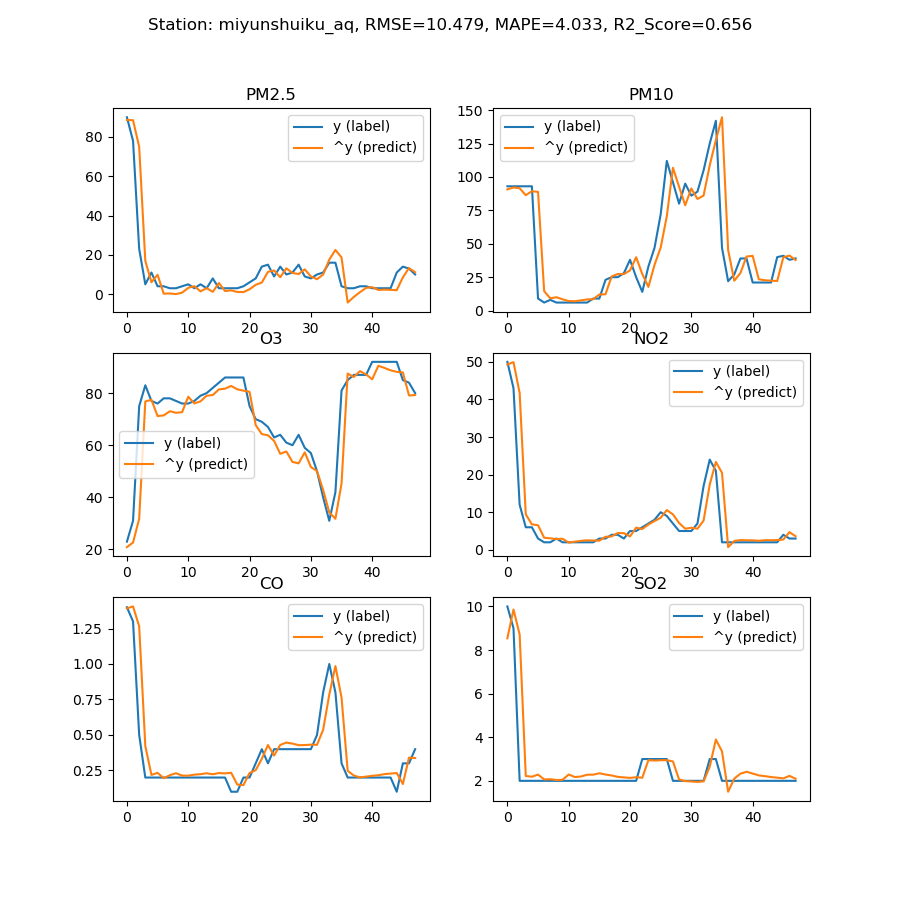 Station: miyunshuiku_aq, RMSE=10.479, MAPE=4.033, R2_Score=0.656
PM2.5
y (label)
^y (predict)
80
60
40
20
0
0 10 20 30 40
PM10
y (label)
^y (predict)
150
125
100
75
50
25
0
0 10 20 30 40
O3
y (label)
^y (predict)
80
60
40
20
0 10 20 30 40
NO2
y (label)
^y (predict)
50
40
30
20
10
0
0 10 20 30 40
CO
y (label)
^y (predict)
1.25
1.00
0.75
0.50
0.25
0 10 20 30 40
SO2
y (label)
^y (predict)
10
8
6
4
2
0 10 20 30 40